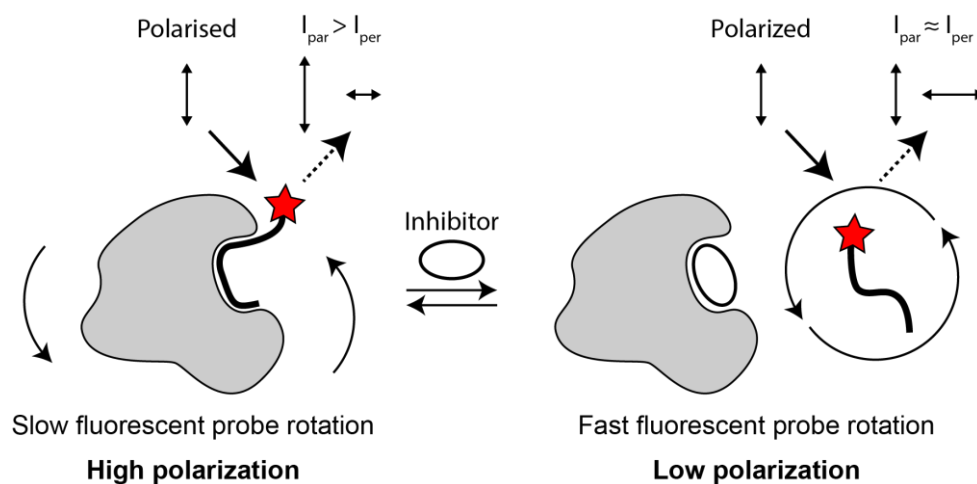 Polarised I_par > I_per
Polarized I_par ≈ I_per
Inhibitor
Slow fluorescent probe rotation
High polarization
Fast fluorescent probe rotation
Low polarization